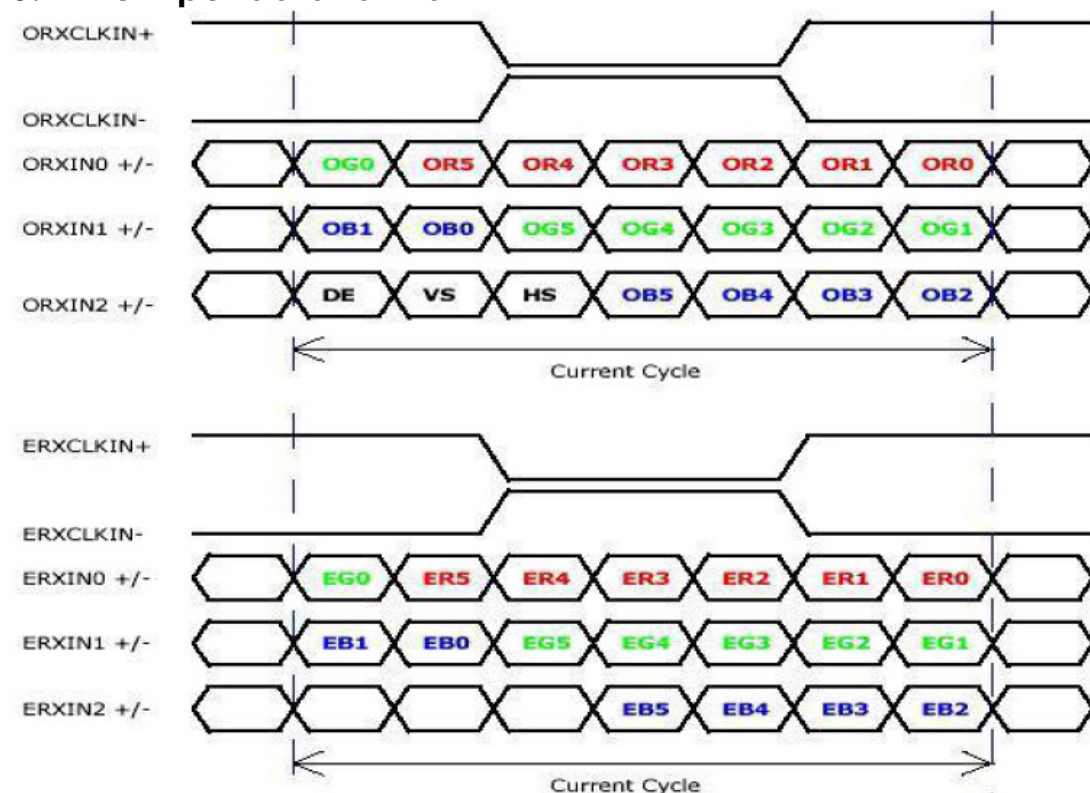 ORXCLKIN+
ORXCLKIN-
ORXIN0 +/- OG0 OR5 OR4 OR3 OR2 OR1 OR0
ORXIN1 +/- OB1 OB0 OG5 OG4 OG3 OG2 OG1
ORXIN2 +/- DE VS HS OB5 OB4 OB3 OB2
Current Cycle
ERXCLKIN+
ERXCLKIN-
ERXIN0 +/- EG0 ER5 ER4 ER3 ER2 ER1 ER0
ERXIN1 +/- EB1 EB0 EG5 EG4 EG3 EG2 EG1
ERXIN2 +/- EB5 EB4 EB3 EB2
Current Cycle